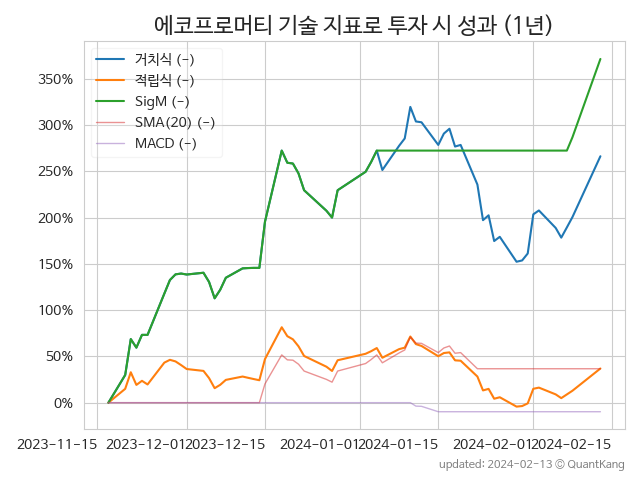 에코프로머티 기술 지표로 투자 시 성과 (1년)
거치식 (-)
적립식 (-)
SigM (-)
SMA(20) (-)
MACD (-)
350%
300%
250%
200%
150%
100%
50%
0%
2023-11-15 2023-12-01 2023-12-15 2024-01-01 2024-01-15 2024-02-01 2024-02-15
updated: 2024-02-13 © QuantKang